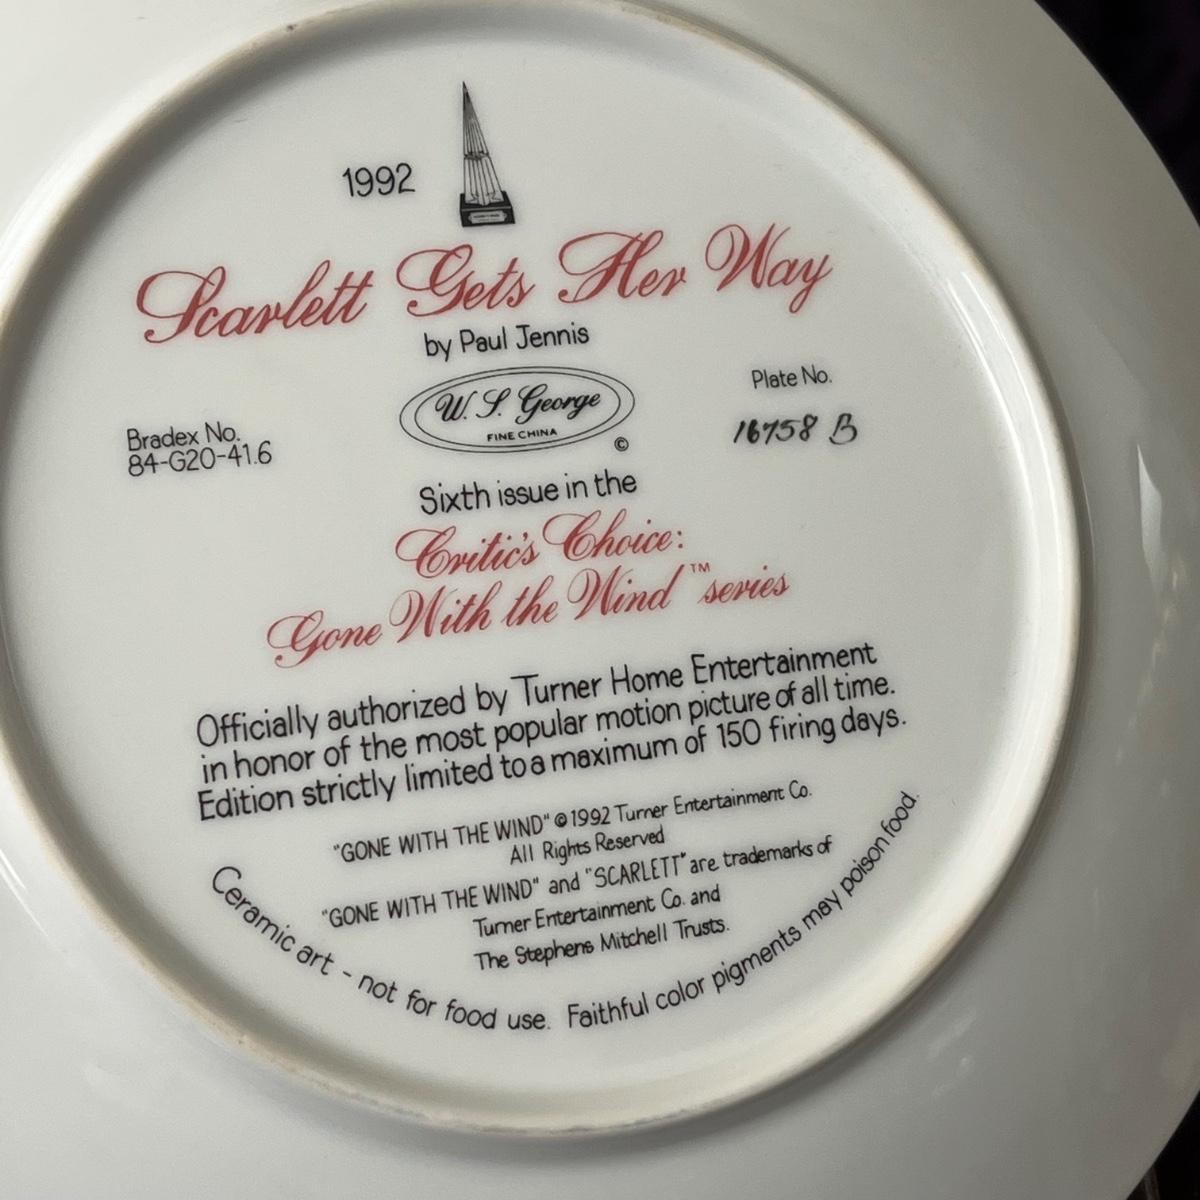 1992
Scarlett Gets Her Way
by Paul Jennis
W. S. George
FINE CHINA
©
Bradex No.
84-G20-41.6
Plate No.
16758 B
Sixth issue in the
Critic's Choice:
Gone With the Wind™ series
Officially authorized by Turner Home Entertainment
in honor of the most popular motion picture of all time.
Edition strictly limited to a maximum of 150 firing days.
"GONE WITH THE WIND" © 1992 Turner Entertainment Co.
All Rights Reserved
"GONE WITH THE WIND" and "SCARLETT" are trademarks of
Turner Entertainment Co. and
The Stephens Mitchell Trusts.
Ceramic art - not for food use. Faithful color pigments may poison food.